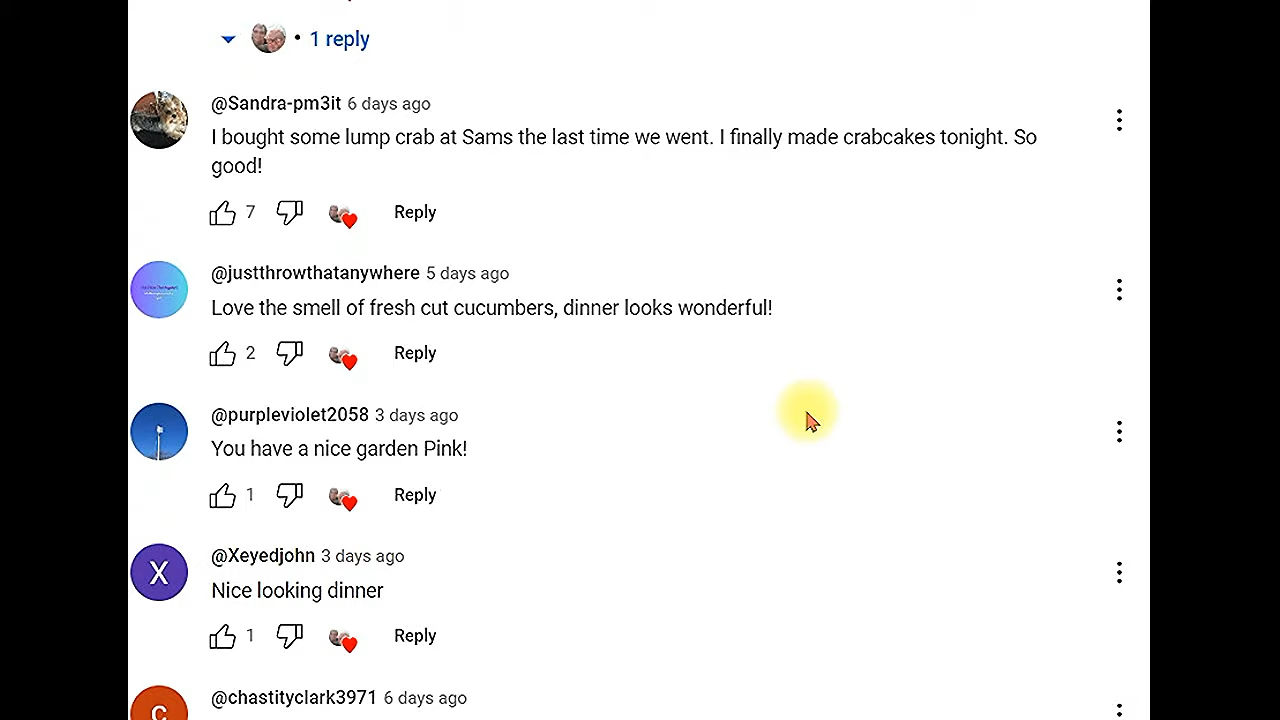 1 reply
@Sandra-pm3it 6 days ago
I bought some lump crab at Sams the last time we went. I finally made crabcakes tonight. So
good!
7 Reply
@justthrowthatanywhere 5 days ago
Love the smell of fresh cut cucumbers, dinner looks wonderful!
2 Reply
@purpleviolet2058 3 days ago
You have a nice garden Pink!
1 Reply
X
@Xeyedjohn 3 days ago
Nice looking dinner
1 Reply
C
@chastityclark3971 6 days ago